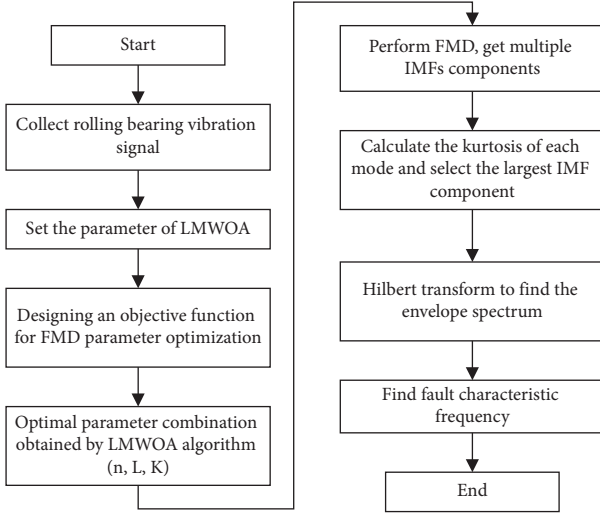 Start
Collect rolling bearing vibration
signal
Set the parameter of LMWOA
Designing an objective function
for FMD parameter optimization
Optimal parameter combination
obtained by LMWOA algorithm
(n, L, K)
Perform FMD, get multiple
IMFs components
Calculate the kurtosis of each
mode and select the largest IMF
component
Hilbert transform to find the
envelope spectrum
Find fault characteristic
frequency
End